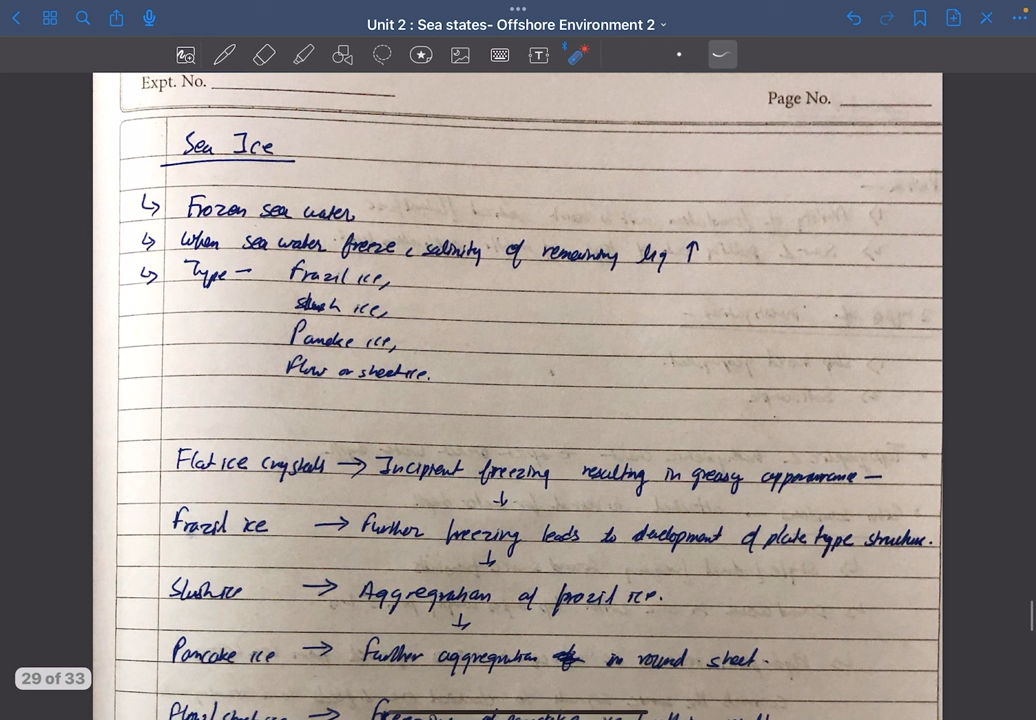 Unit 2 : Sea states- Offshore Environment 2
Expt. No.
Page No.
Sea Ice
↳ Frozen sea water
↳ When sea water freeze, salinity of remaining liq ↑
↳ Type - Frazil ice,
slush ice,
Pancke ice,
Flow or sheet ice.
Flat ice crystals → Incipient freezing resulting in greasy appearance —
↓
Frazil ice → Further freezing leads to development of plate type structure.
↓
Slush ice → Aggregration of frazil ice.
↓
Pancake ice → Further aggregration in round sheet.
29 of 33